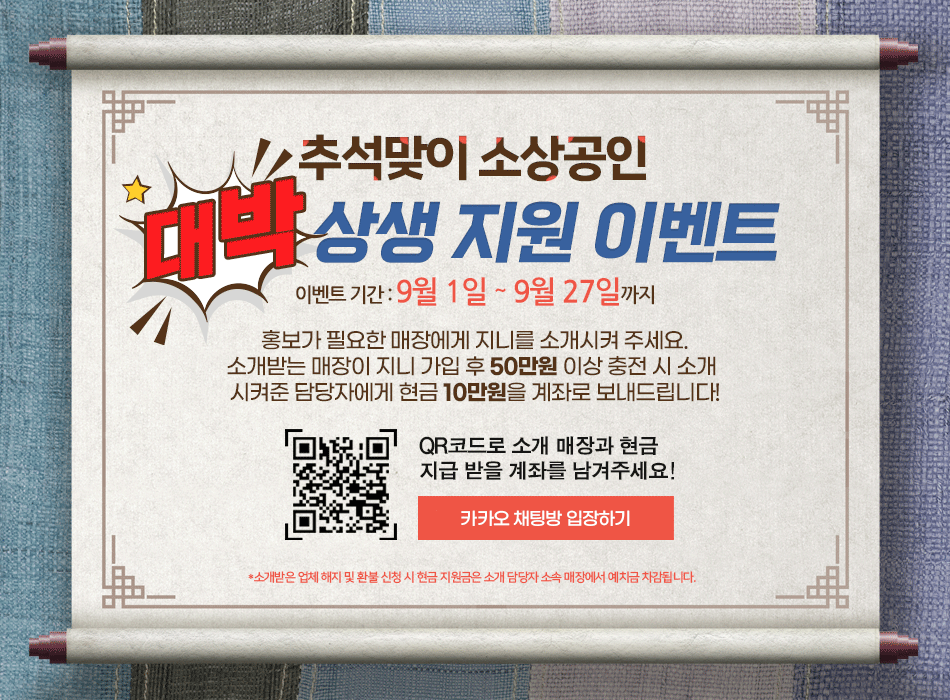 추석맞이 소상공인
대박 상생 지원 이벤트
이벤트 기간 : 9월 1일 ~ 9월 27일까지
홍보가 필요한 매장에게 지니를 소개시켜 주세요.
소개받는 매장이 지니 가입 후 50만원 이상 충전 시 소개
시켜준 담당자에게 현금 10만원을 계좌로 보내드립니다!
QR코드로 소개 매장과 현금
지급 받을 계좌를 남겨주세요!
카카오 채팅방 입장하기
*소개받은 업체 해지 및 환불 신청 시 현금 지원금은 소개 담당자 소속 매장에서 예치금 차감됩니다.